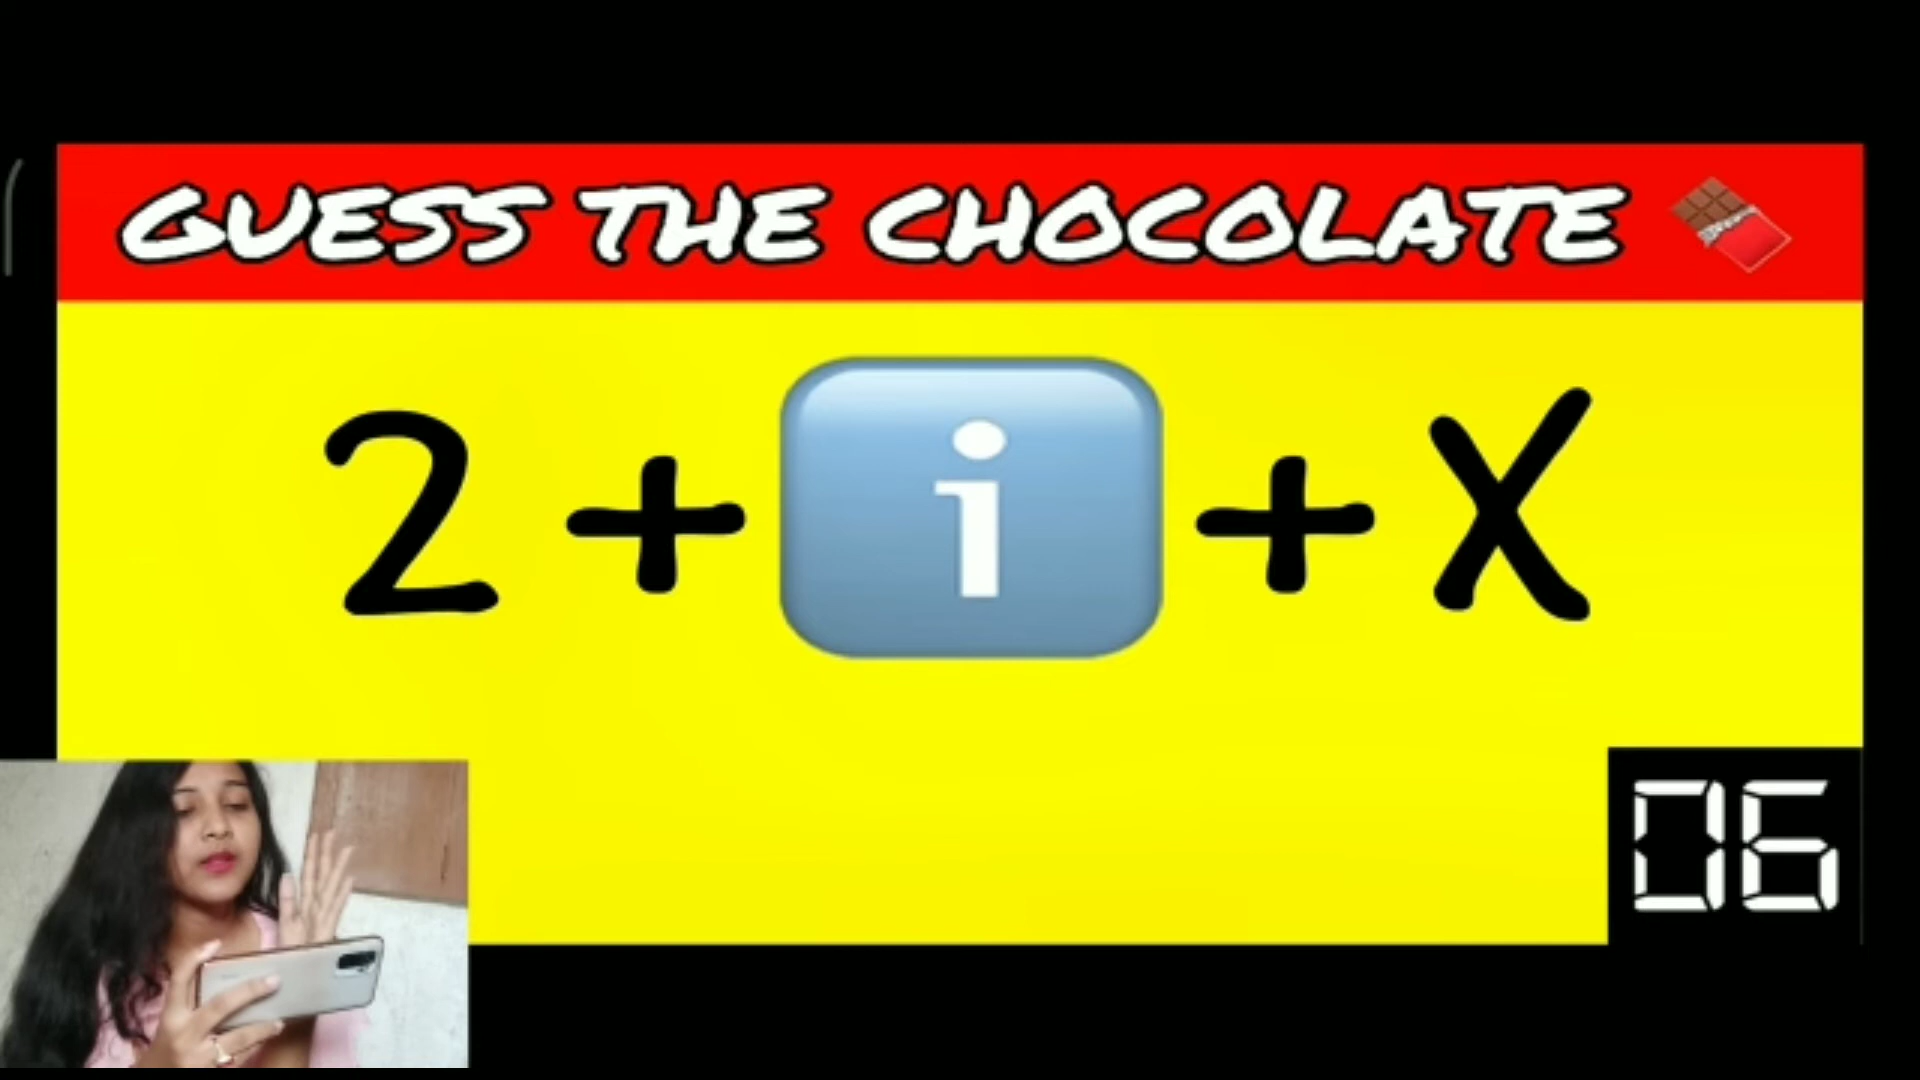 GUESS THE CHOCOLATE
2 + i + X
06